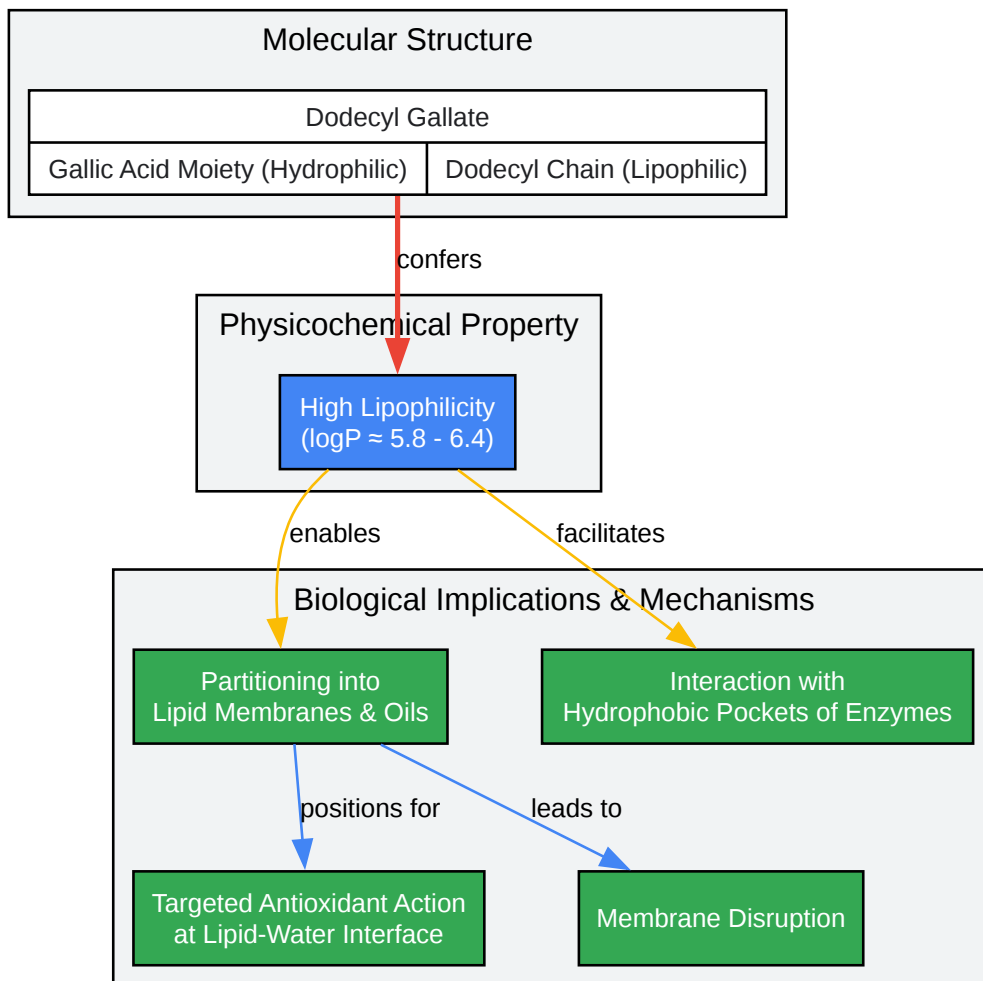 Molecular Structure
Dodecyl Gallate
Gallic Acid Moiety (Hydrophilic)
Dodecyl Chain (Lipophilic)
confers
Physicochemical Property
High Lipophilicity
(logP ≈ 5.8 - 6.4)
enables
facilitates
Biological Implications & Mechanisms
Partitioning into
Lipid Membranes & Oils
Interaction with
Hydrophobic Pockets of Enzymes
positions for
leads to
Targeted Antioxidant Action
at Lipid-Water Interface
Membrane Disruption